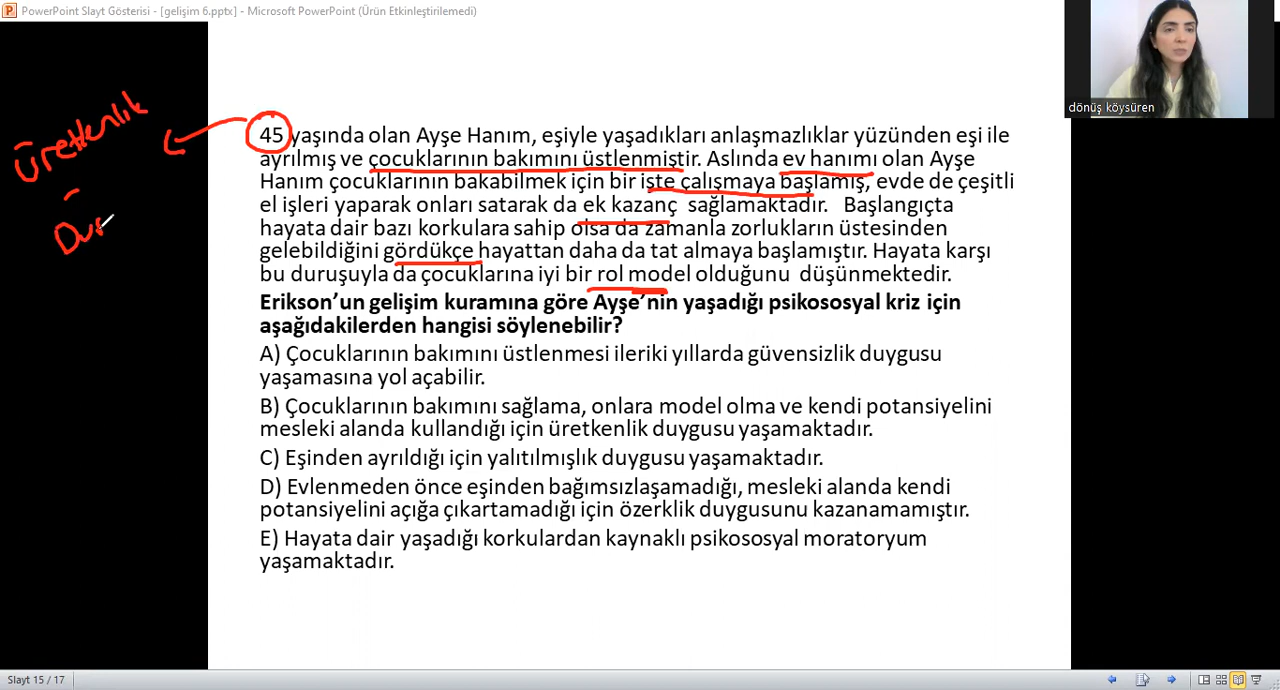 PowerPoint Slayt Gösterisi - [gelişim 6.pptx] - Microsoft PowerPoint (Ürün Etkinleştirilemedi)
dönüş köysüren
Üretkenlik
-
45 yaşında olan Ayşe Hanım, eşiyle yaşadıkları anlaşmazlıklar yüzünden eşi ile
ayrılmış ve çocuklarının bakımını üstlenmiştir. Aslında ev hanımı olan Ayşe
Hanım çocuklarının bakabilmek için bir işte çalışmaya başlamış, evde de çeşitli
el işleri yaparak onları satarak da ek kazanç sağlamaktadır. Başlangıçta
hayata dair bazı korkulara sahip olsa da zamanla zorlukların üstesinden
gelebildiğini gördükçe hayattan daha da tat almaya başlamıştır. Hayata karşı
bu duruşuyla da çocuklarına iyi bir rol model olduğunu düşünmektedir.
Erikson'un gelişim kuramına göre Ayşe'nin yaşadığı psikososyal kriz için
aşağıdakilerden hangisi söylenebilir?
A) Çocuklarının bakımını üstlenmesi ileriki yıllarda güvensizlik duygusu
yaşamasına yol açabilir.
B) Çocuklarının bakımını sağlama, onlara model olma ve kendi potansiyelini
mesleki alanda kullandığı için üretkenlik duygusu yaşamaktadır.
C) Eşinden ayrıldığı için yalıtılmışlık duygusu yaşamaktadır.
D) Evlenmeden önce eşinden bağımsızlaşamadığı, mesleki alanda kendi
potansiyelini açığa çıkartamadığı için özerklik duygusunu kazanamamıştır.
E) Hayata dair yaşadığı korkulardan kaynaklı psikososyal moratoryum
yaşamaktadır.
Slayt 15 / 17